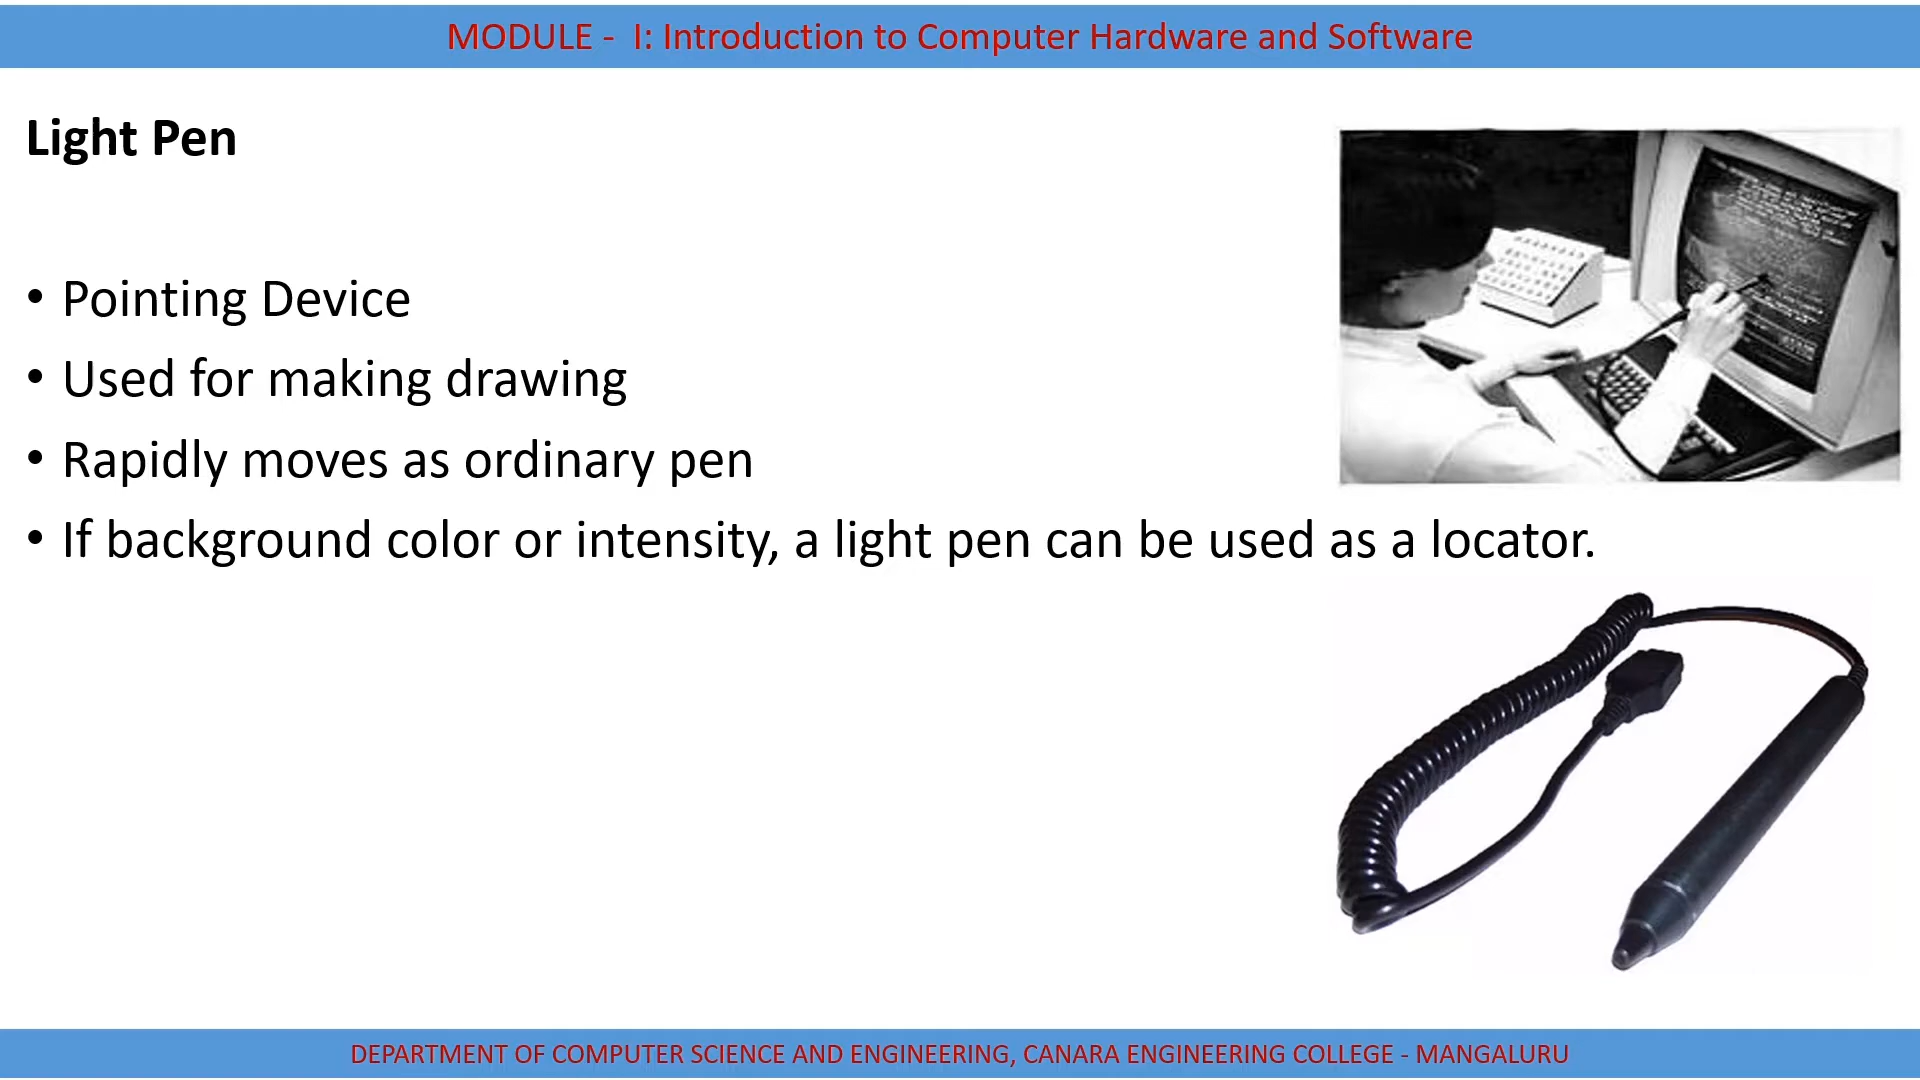 MODULE -  I: Introduction to Computer Hardware and Software
Light Pen
• Pointing Device
• Used for making drawing
• Rapidly moves as ordinary pen
• If background color or intensity, a light pen can be used as a locator.
DEPARTMENT OF COMPUTER SCIENCE AND ENGINEERING, CANARA ENGINEERING COLLEGE - MANGALURU